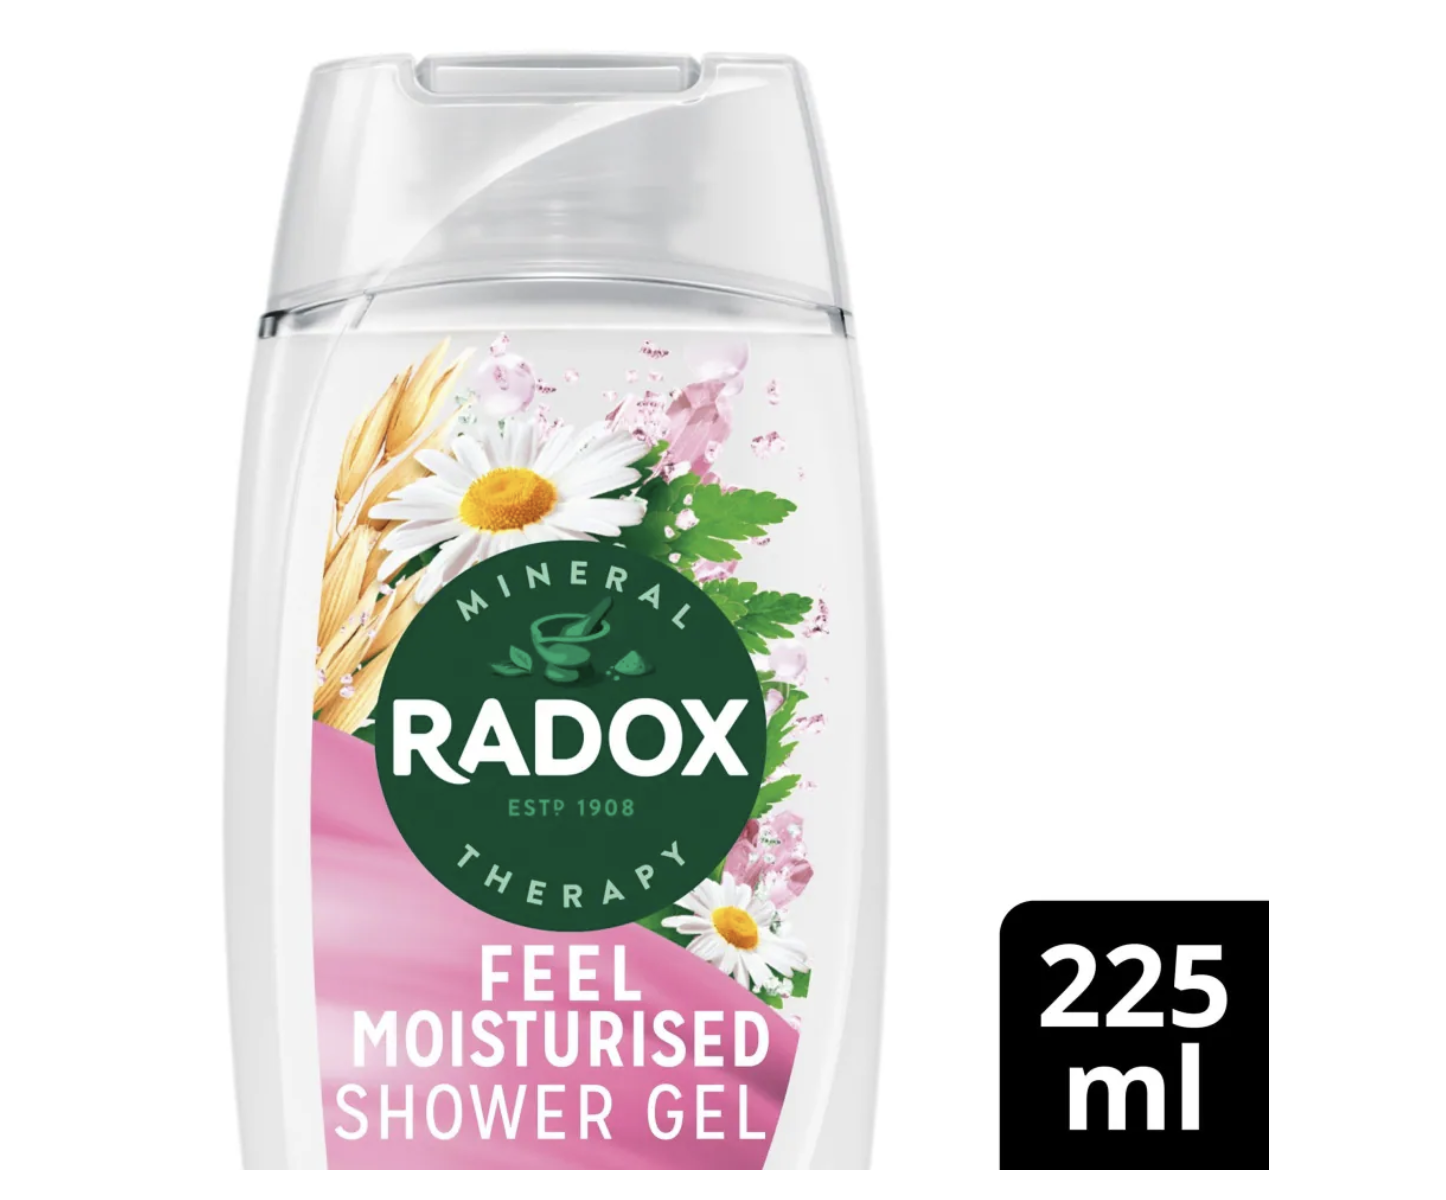 MINERAL
RADOX
ESTD 1908
THERAPY
FEEL
MOISTURISED
SHOWER GEL
225
ml